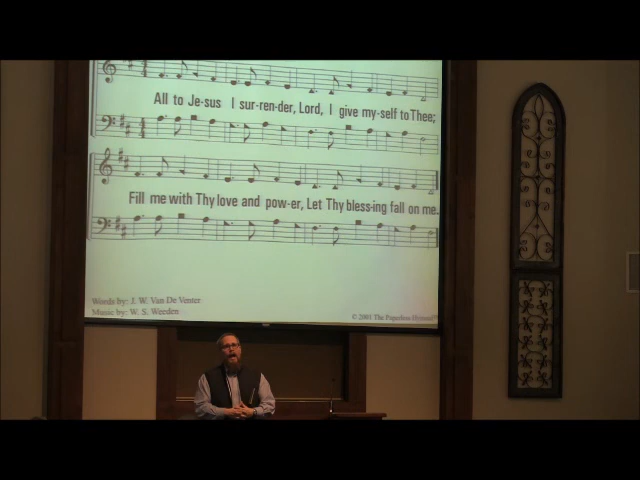 All to Je-sus I sur-ren-der, Lord, I give my-self to Thee;
Fill me with Thy love and pow-er, Let Thy bless-ing fall on me.
Words by: J. W. Van De Venter
Music by: W. S. Weeden
© 2001 The Paperless Hymnal™